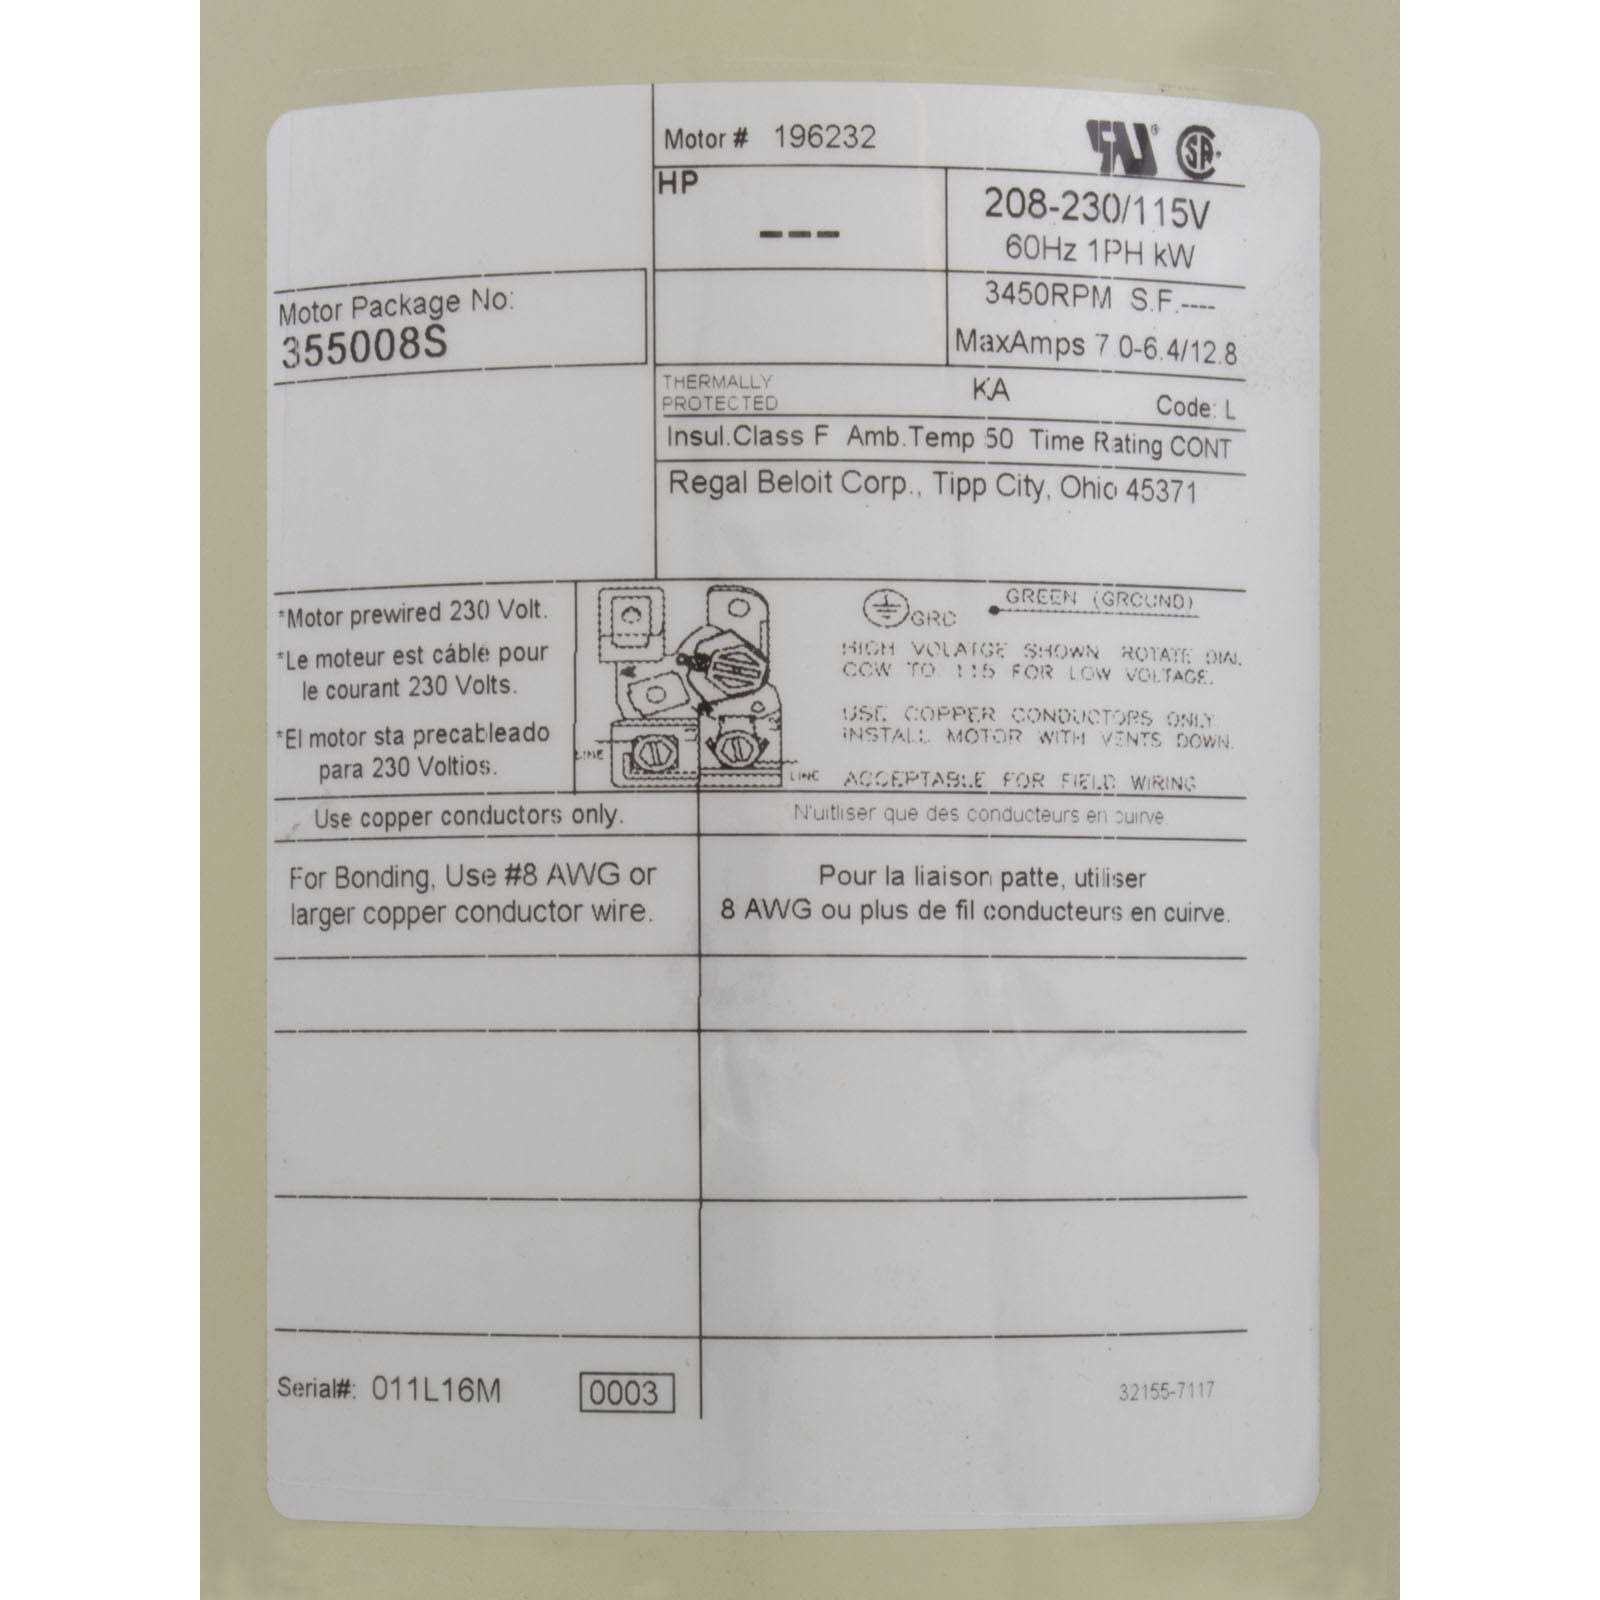 Motor # 196232
HP
---
208-230/115V
60Hz 1PH kW
Motor Package No:
355008S
3450RPM S.F.----
MaxAmps 7.0-6.4/12.8
THERMALLY
PROTECTED
KA
Code: L
Insul.Class F Amb.Temp 50 Time Rating CONT
Regal Beloit Corp., Tipp City, Ohio 45371
*Motor prewired 230 Volt.
*Le moteur est câblé pour
le courant 230 Volts.
*El motor sta precableado
para 230 Voltios.
LINE
LINE
GRD
GREEN (GROUND)
HIGH VOLATGE SHOWN ROTATE DIAL
CCW TO 115 FOR LOW VOLTAGE.
USE COPPER CONDUCTORS ONLY
INSTALL MOTOR WITH VENTS DOWN.
ACCEPTABLE FOR FIELD WIRING
Use copper conductors only.
N'uitliser que des conducteurs en cuirve.
For Bonding, Use #8 AWG or
larger copper conductor wire.
Pour la liaison patte, utiliser
8 AWG ou plus de fil conducteurs en cuirve.
Serial#: 011L16M
0003
32155-7117